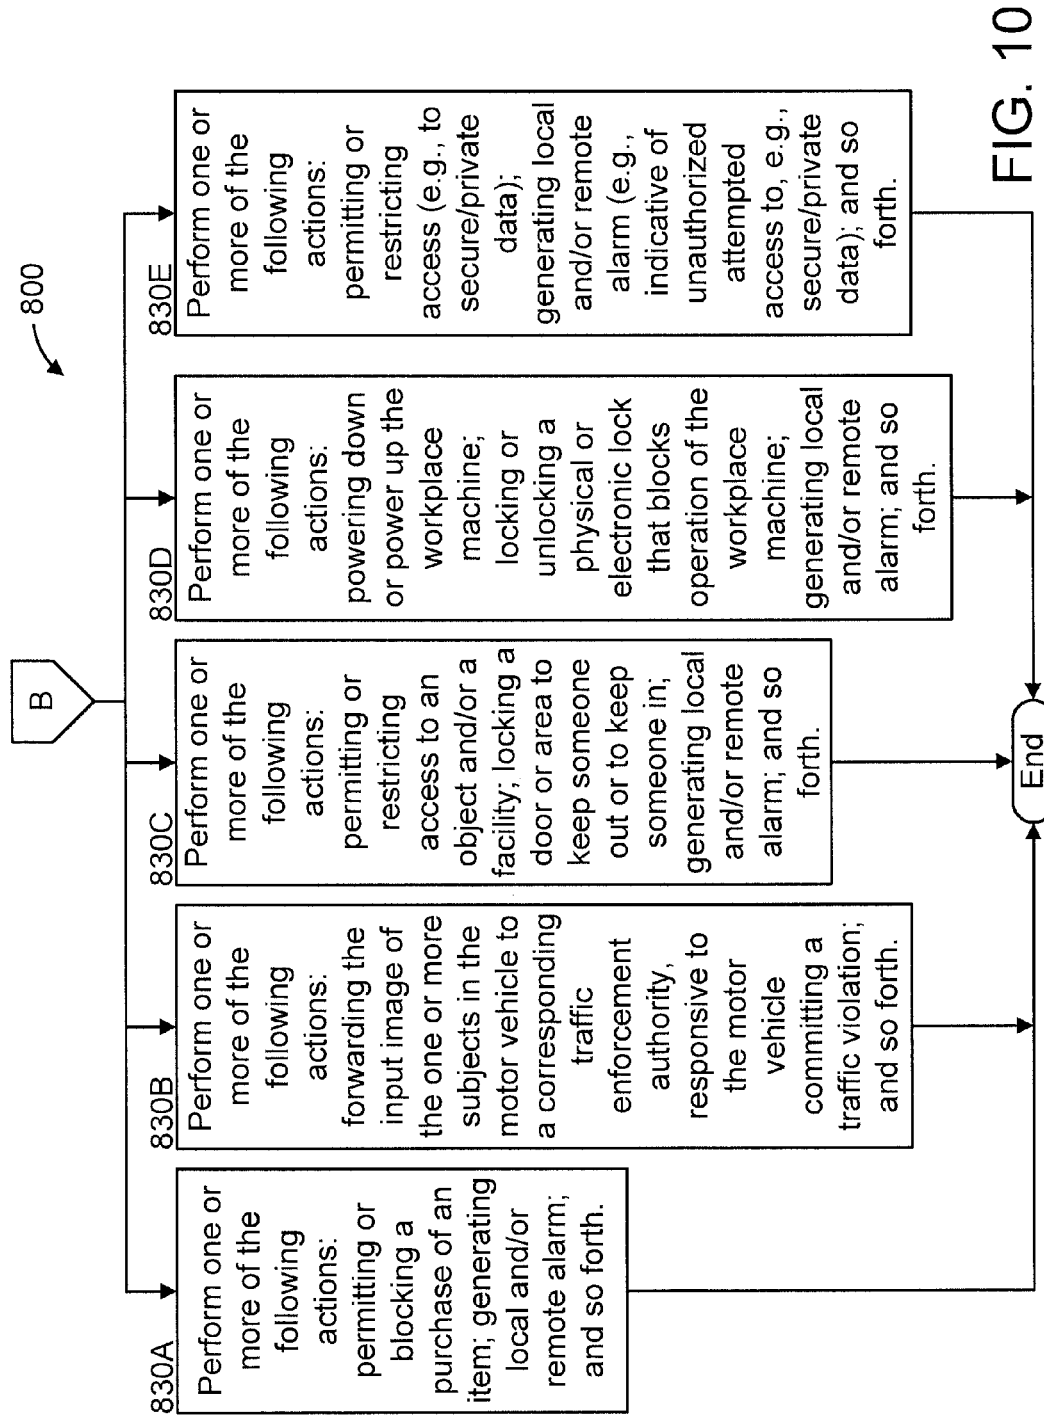 800
B
830A
Perform one or
more of the
following
actions:
permitting or
blocking a
purchase of an
item; generating
local and/or
remote alarm;
and so forth.
830B
Perform one or
more of the
following
actions:
forwarding the
input image of
the one or more
subjects in the
motor vehicle to
a corresponding
traffic
enforcement
authority,
responsive to
the motor
vehicle
committing a
traffic violation;
and so forth.
830C
Perform one or
more of the
following
actions:
permitting or
restricting
access to an
object and/or a
facility; locking a
door or area to
keep someone
out or to keep
someone in;
generating local
and/or remote
alarm; and so
forth.
830D
Perform one or
more of the
following
actions:
powering down
or power up the
workplace
machine;
locking or
unlocking a
physical or
electronic lock
that blocks
operation of the
workplace
machine;
generating local
and/or remote
alarm; and so
forth.
830E
Perform one or
more of the
following
actions:
permitting or
restricting
access (e.g., to
secure/private
data);
generating local
and/or remote
alarm (e.g.,
indicative of
unauthorized
attempted
access to, e.g.,
secure/private
data); and so
forth.
End
FIG. 10